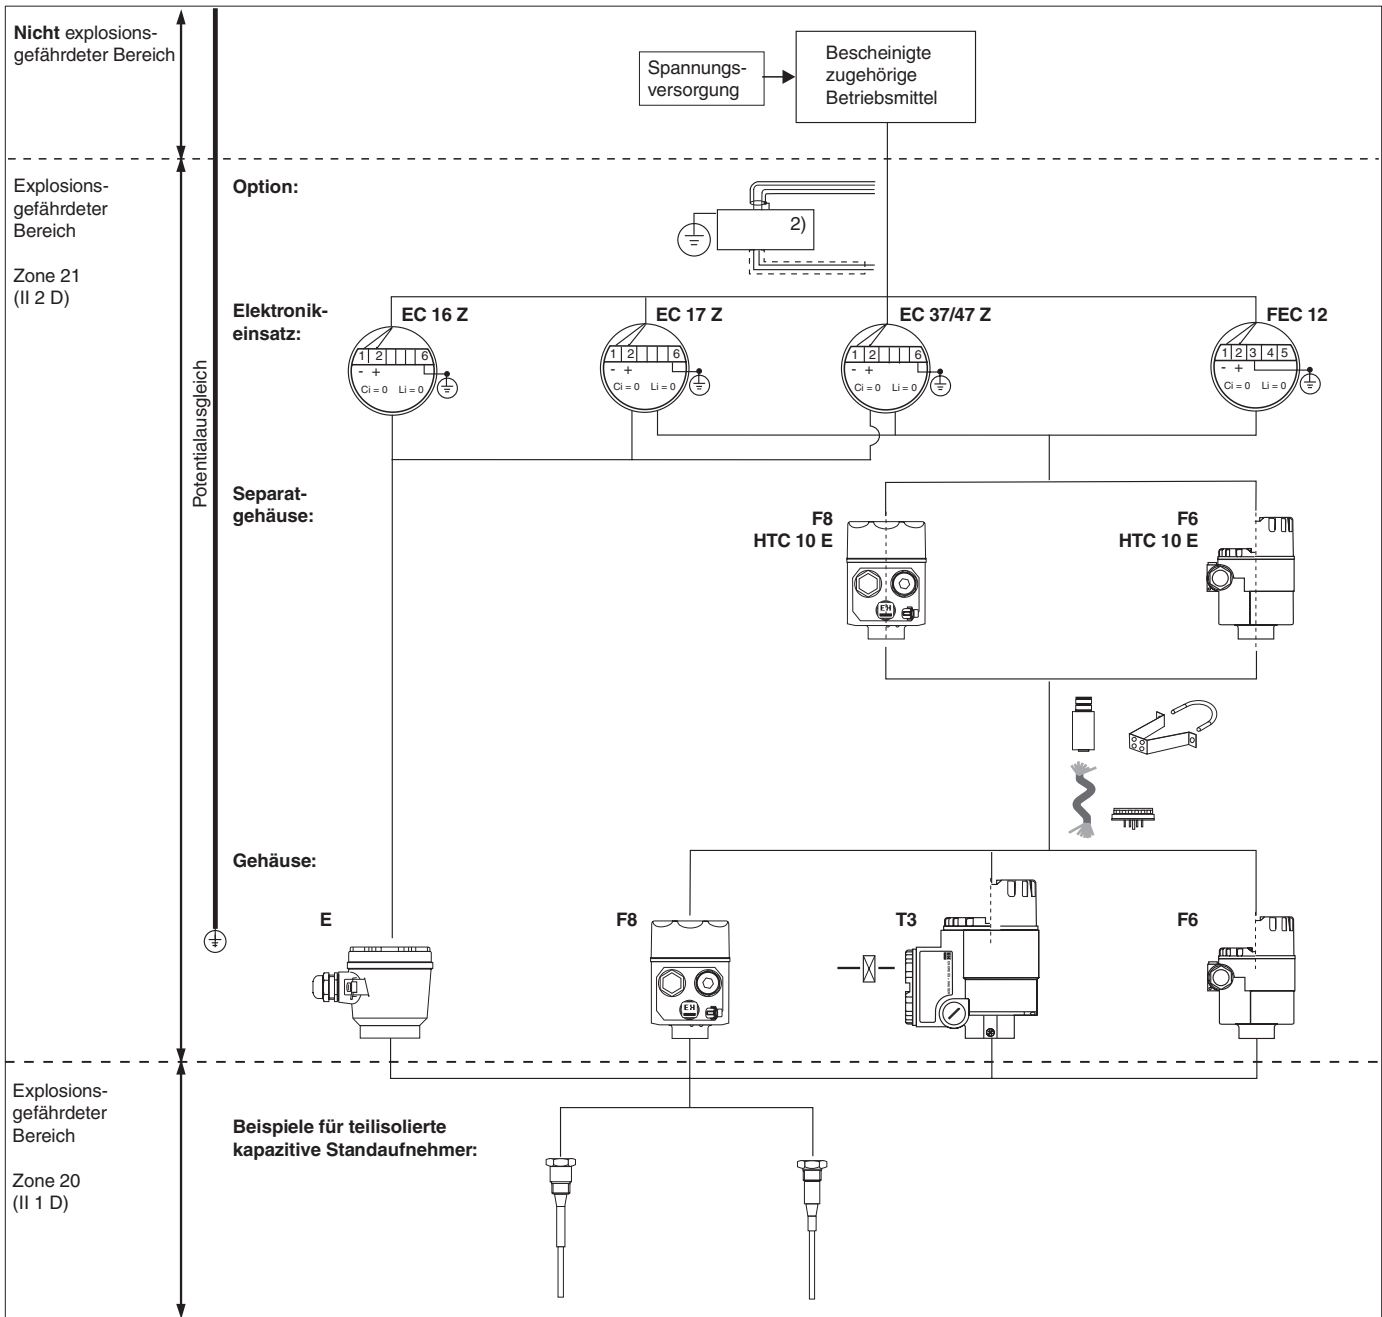 Nicht explosions-
gefährdeter Bereich
Spannungs-
versorgung
Bescheinigte
zugehörige
Betriebsmittel
Explosions-
gefährdeter
Bereich
Zone 21
(II 2 D)
Option:
2)
Potentialausgleich
Elektronik-
einsatz:
EC 16 Z
1 2 6
- +
Ci = 0 Li = 0
EC 17 Z
1 2 6
- +
Ci = 0 Li = 0
EC 37/47 Z
1 2 6
- +
Ci = 0 Li = 0
FEC 12
1 2 3 4 5
- +
Ci = 0 Li = 0
Separat-
gehäuse:
F8
HTC 10 E
F6
HTC 10 E
Gehäuse:
E
F8
T3
F6
Explosions-
gefährdeter
Bereich
Zone 20
(II 1 D)
Beispiele für teilisolierte
kapazitive Standaufnehmer: